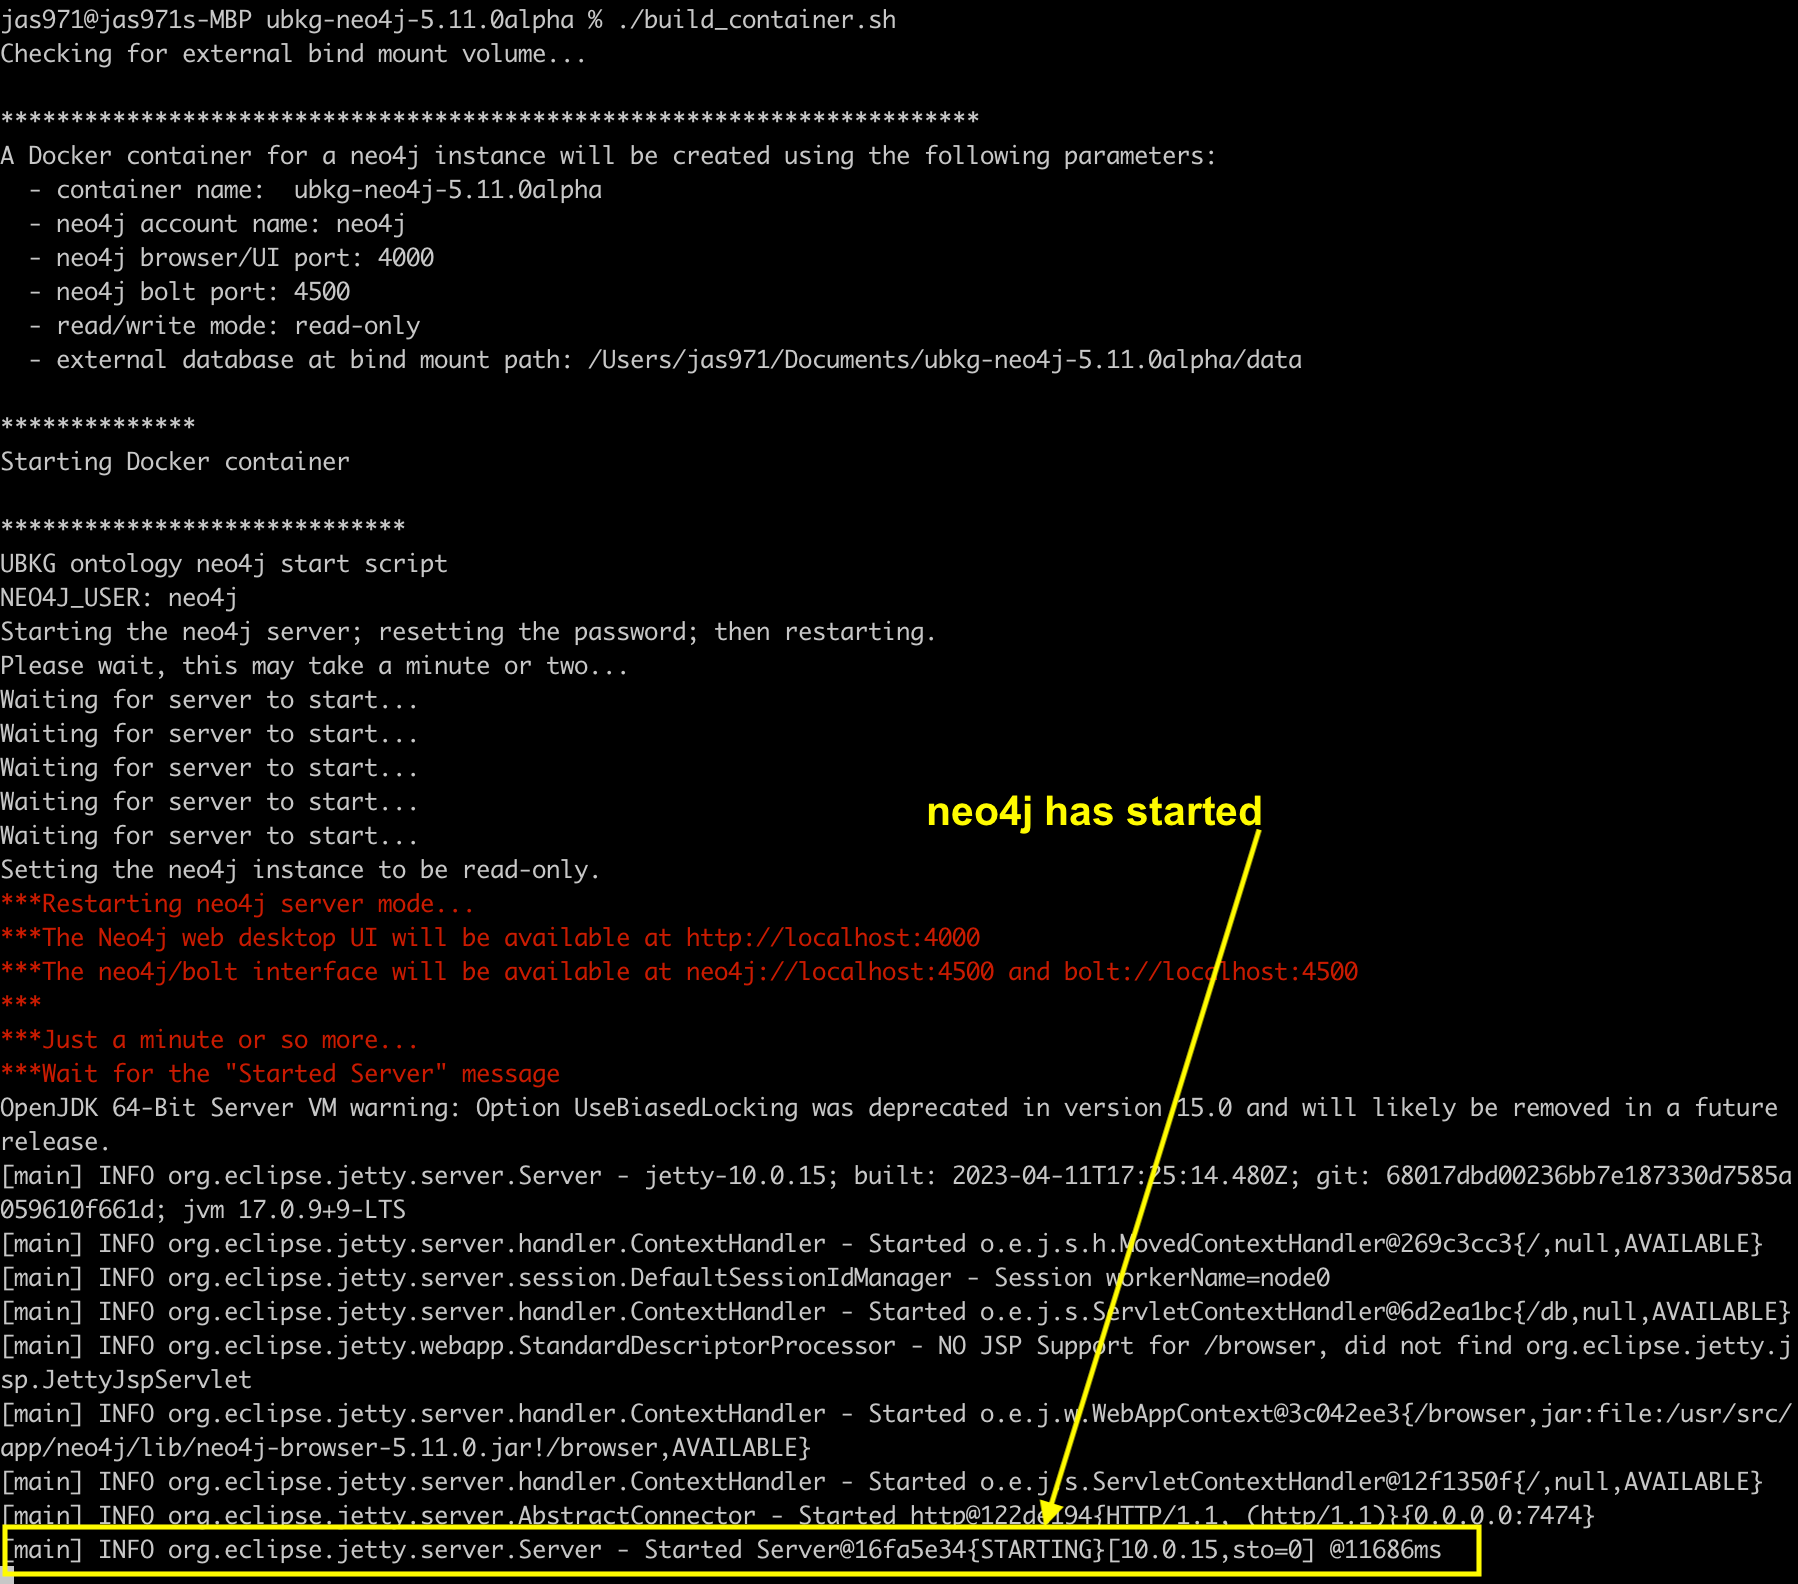 jas971@jas971s-MBP ubkg-neo4j-5.11.0alpha % ./build_container.sh
Checking for external bind mount volume...
**********************************************************************
A Docker container for a neo4j instance will be created using the following parameters:
  - container name:  ubkg-neo4j-5.11.0alpha
  - neo4j account name: neo4j
  - neo4j browser/UI port: 4000
  - neo4j bolt port: 4500
  - read/write mode: read-only
  - external database at bind mount path: /Users/jas971/Documents/ubkg-neo4j-5.11.0alpha/data
**************
Starting Docker container
*****************************
UBKG ontology neo4j start script
NEO4J_USER: neo4j
Starting the neo4j server; resetting the password; then restarting.
Please wait, this may take a minute or two...
Waiting for server to start...
Waiting for server to start...
Waiting for server to start...
Waiting for server to start...
neo4j has started
Waiting for server to start...
Setting the neo4j instance to be read-only.
***Restarting neo4j server mode...
***The Neo4j web desktop UI will be available at http://localhost:4000
***The neo4j/bolt interface will be available at neo4j://localhost:4500 and bolt://localhost:4500
***
***Just a minute or so more...
***Wait for the "Started Server" message
OpenJDK 64-Bit Server VM warning: Option UseBiasedLocking was deprecated in version 15.0 and will likely be removed in a future
release.
[main] INFO org.eclipse.jetty.server.Server - jetty-10.0.15; built: 2023-04-11T17:25:14.480Z; git: 68017dbd00236bb7e187330d7585a
059610f661d; jvm 17.0.9+9-LTS
[main] INFO org.eclipse.jetty.server.handler.ContextHandler - Started o.e.j.s.h.MovedContextHandler@269c3cc3{/,null,AVAILABLE}
[main] INFO org.eclipse.jetty.server.session.DefaultSessionIdManager - Session workerName=node0
[main] INFO org.eclipse.jetty.server.handler.ContextHandler - Started o.e.j.s.ServletContextHandler@6d2ea1bc{/db,null,AVAILABLE}
[main] INFO org.eclipse.jetty.webapp.StandardDescriptorProcessor - NO JSP Support for /browser, did not find org.eclipse.jetty.j
sp.JettyJspServlet
[main] INFO org.eclipse.jetty.server.handler.ContextHandler - Started o.e.j.w.WebAppContext@3c042ee3{/browser,jar:file:/usr/src/
app/neo4j/lib/neo4j-browser-5.11.0.jar!/browser,AVAILABLE}
[main] INFO org.eclipse.jetty.server.handler.ContextHandler - Started o.e.j.s.ServletContextHandler@12f1350f{/,null,AVAILABLE}
[main] INFO org.eclipse.jetty.server.AbstractConnector - Started http@122de194{HTTP/1.1, (http/1.1)}{0.0.0.0:7474}
[main] INFO org.eclipse.jetty.server.Server - Started Server@16fa5e34{STARTING}[10.0.15,sto=0] @11686ms